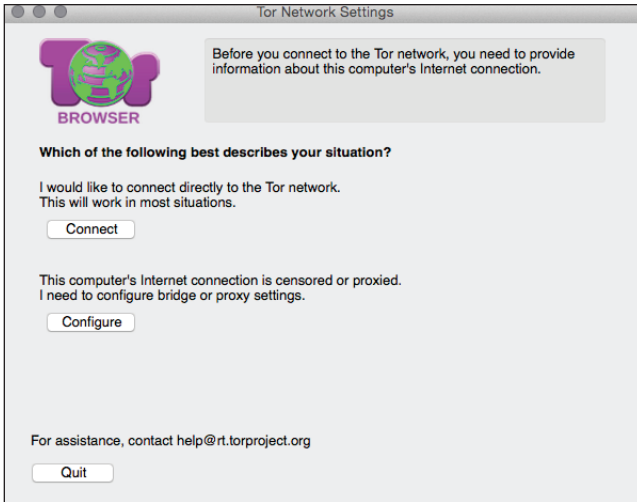 Tor Network Settings
Tor
BROWSER
Before you connect to the Tor network, you need to provide
information about this computer's Internet connection.
Which of the following best describes your situation?
I would like to connect directly to the Tor network.
This will work in most situations.
Connect
This computer's Internet connection is censored or proxied.
I need to configure bridge or proxy settings.
Configure
For assistance, contact help@rt.torproject.org
Quit